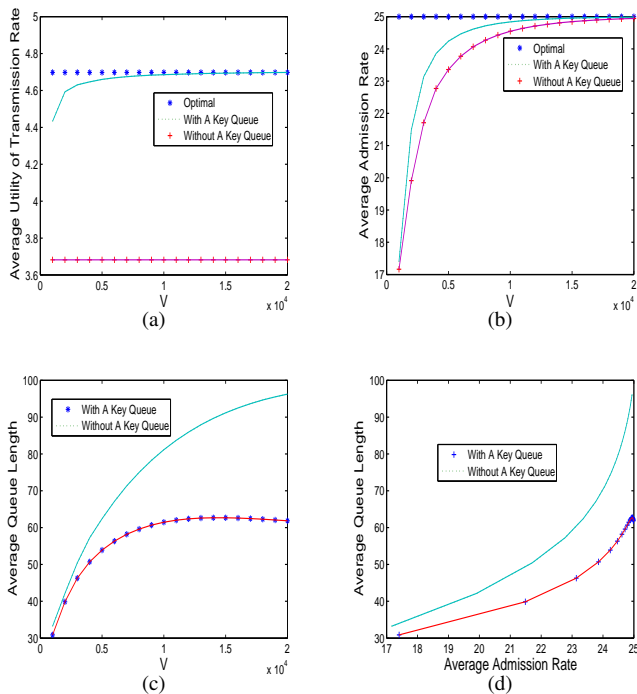 Average Utility of Transmission Rate
5
4.8
4.6
4.4
4.2
4
3.8
3.6
Optimal
With A Key Queue
Without A Key Queue
0
0.5
1
1.5
2
V
x 10^4
(a)
Average Admission Rate
25
24
23
22
21
20
19
18
17
Optimal
With A Key Queue
Without A Key Queue
0
0.5
1
1.5
2
V
x 10^4
(b)
Average Queue Length
100
90
80
70
60
50
40
30
With A Key Queue
Without A Key Queue
0
0.5
1
1.5
2
V
x 10^4
(c)
Average Queue Length
100
90
80
70
60
50
40
30
With A Key Queue
Without A Key Queue
17
18
19
20
21
22
23
24
25
Average Admission Rate
(d)